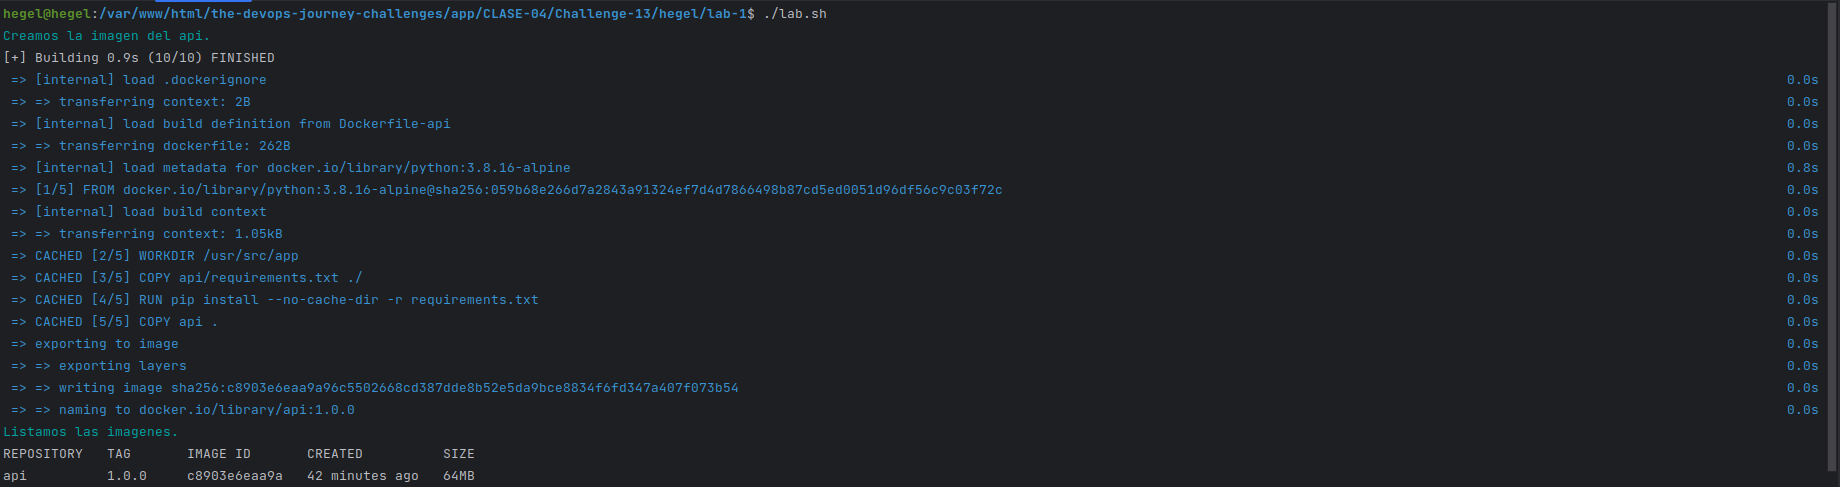 hegel@hegel:/var/www/html/the-devops-journey-challenges/app/CLASE-04/Challenge-13/hegel/lab-1$ ./lab.sh
Creamos la imagen del api.
[+] Building 0.9s (10/10) FINISHED
 => [internal] load .dockerignore 0.0s
 => => transferring context: 2B 0.0s
 => [internal] load build definition from Dockerfile-api 0.0s
 => => transferring dockerfile: 262B 0.0s
 => [internal] load metadata for docker.io/library/python:3.8.16-alpine 0.8s
 => [1/5] FROM docker.io/library/python:3.8.16-alpine@sha256:059b68e266d7a2843a91324ef7d4d7866498b87cd5ed0051d96df56c9c03f72c 0.0s
 => [internal] load build context 0.0s
 => => transferring context: 1.05kB 0.0s
 => CACHED [2/5] WORKDIR /usr/src/app 0.0s
 => CACHED [3/5] COPY api/requirements.txt ./ 0.0s
 => CACHED [4/5] RUN pip install --no-cache-dir -r requirements.txt 0.0s
 => CACHED [5/5] COPY api . 0.0s
 => exporting to image 0.0s
 => => exporting layers 0.0s
 => => writing image sha256:c8903e6eaa9a96c5502668cd387dde8b52e5da9bce8834f6fd347a407f073b54 0.0s
 => => naming to docker.io/library/api:1.0.0 0.0s
Listamos las imagenes.
REPOSITORY   TAG       IMAGE ID       CREATED          SIZE
api          1.0.0     c8903e6eaa9a   42 minutes ago   64MB